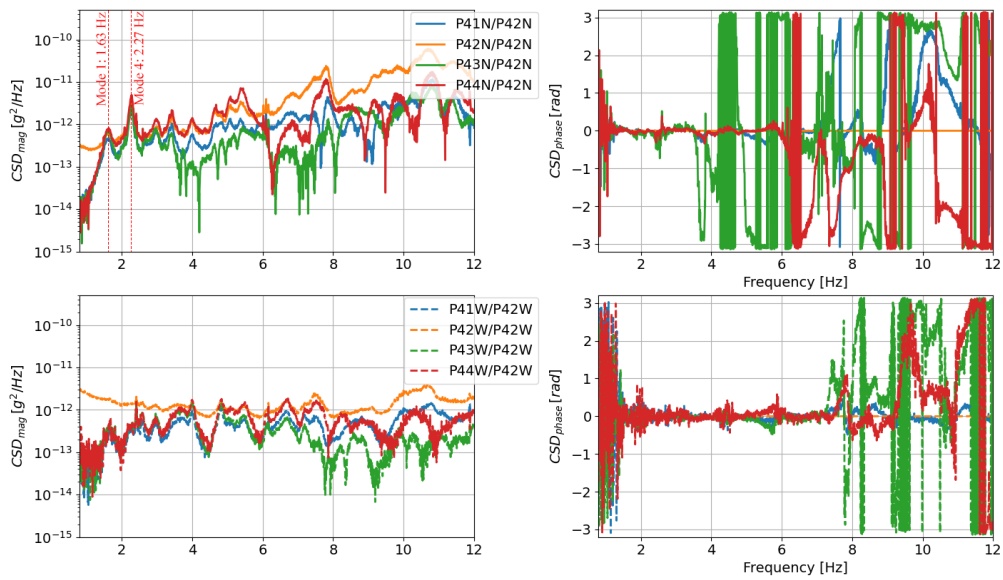 10⁻¹⁰
10⁻¹¹
10⁻¹²
10⁻¹³
10⁻¹⁴
10⁻¹⁵
CSD_mag [g²/Hz]
Mode 1: 1.63 Hz
Mode 4: 2.27 Hz
P41N/P42N
P42N/P42N
P43N/P42N
P44N/P42N
2 4 6 8 10 12
3
2
1
0
−1
−2
−3
CSD_phase [rad]
2 4 6 8 10 12
Frequency [Hz]
10⁻¹⁰
10⁻¹¹
10⁻¹²
10⁻¹³
10⁻¹⁴
10⁻¹⁵
CSD_mag [g²/Hz]
P41W/P42W
P42W/P42W
P43W/P42W
P44W/P42W
2 4 6 8 10 12
3
2
1
0
−1
−2
−3
CSD_phase [rad]
2 4 6 8 10 12
Frequency [Hz]